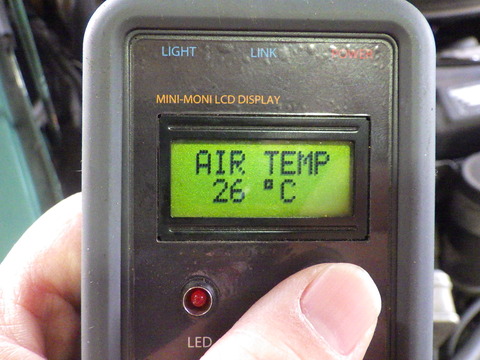 LIGHT LINK POWER
MINI-MONI LCD DISPLAY
AIR TEMP
26 °C
LED